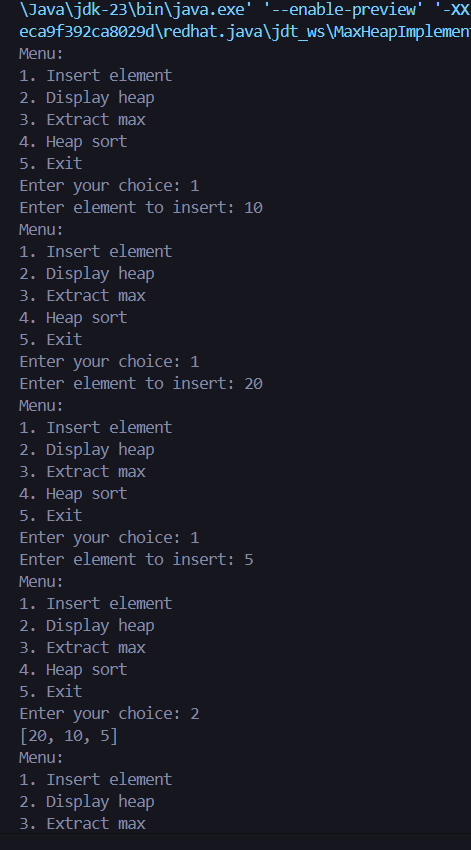 \Java\jdk-23\bin\java.exe' '--enable-preview' '-XX
eca9f392ca8029d\redhat.java\jdt_ws\MaxHeapImplement
Menu:
1. Insert element
2. Display heap
3. Extract max
4. Heap sort
5. Exit
Enter your choice: 1
Enter element to insert: 10
Menu:
1. Insert element
2. Display heap
3. Extract max
4. Heap sort
5. Exit
Enter your choice: 1
Enter element to insert: 20
Menu:
1. Insert element
2. Display heap
3. Extract max
4. Heap sort
5. Exit
Enter your choice: 1
Enter element to insert: 5
Menu:
1. Insert element
2. Display heap
3. Extract max
4. Heap sort
5. Exit
Enter your choice: 2
[20, 10, 5]
Menu:
1. Insert element
2. Display heap
3. Extract max